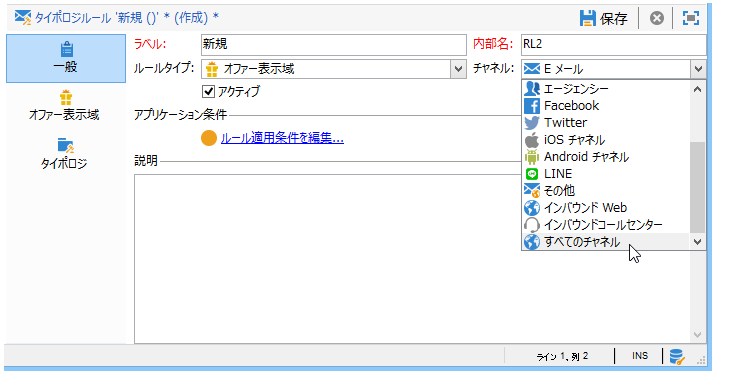 タイポロジルール '新規 ()' * (作成) *
保存
一般
オファー表示域
タイポロジ
ラベル: 新規 内部名: RL2
ルールタイプ: オファー表示域 チャネル: E メール
アクティブ
アプリケーション条件
ルール適用条件を編集...
説明
エージェンシー
Facebook
Twitter
iOS チャネル
Android チャネル
LINE
その他
インバウンド Web
インバウンドコールセンター
すべてのチャネル
ライン 1, 列 2 INS